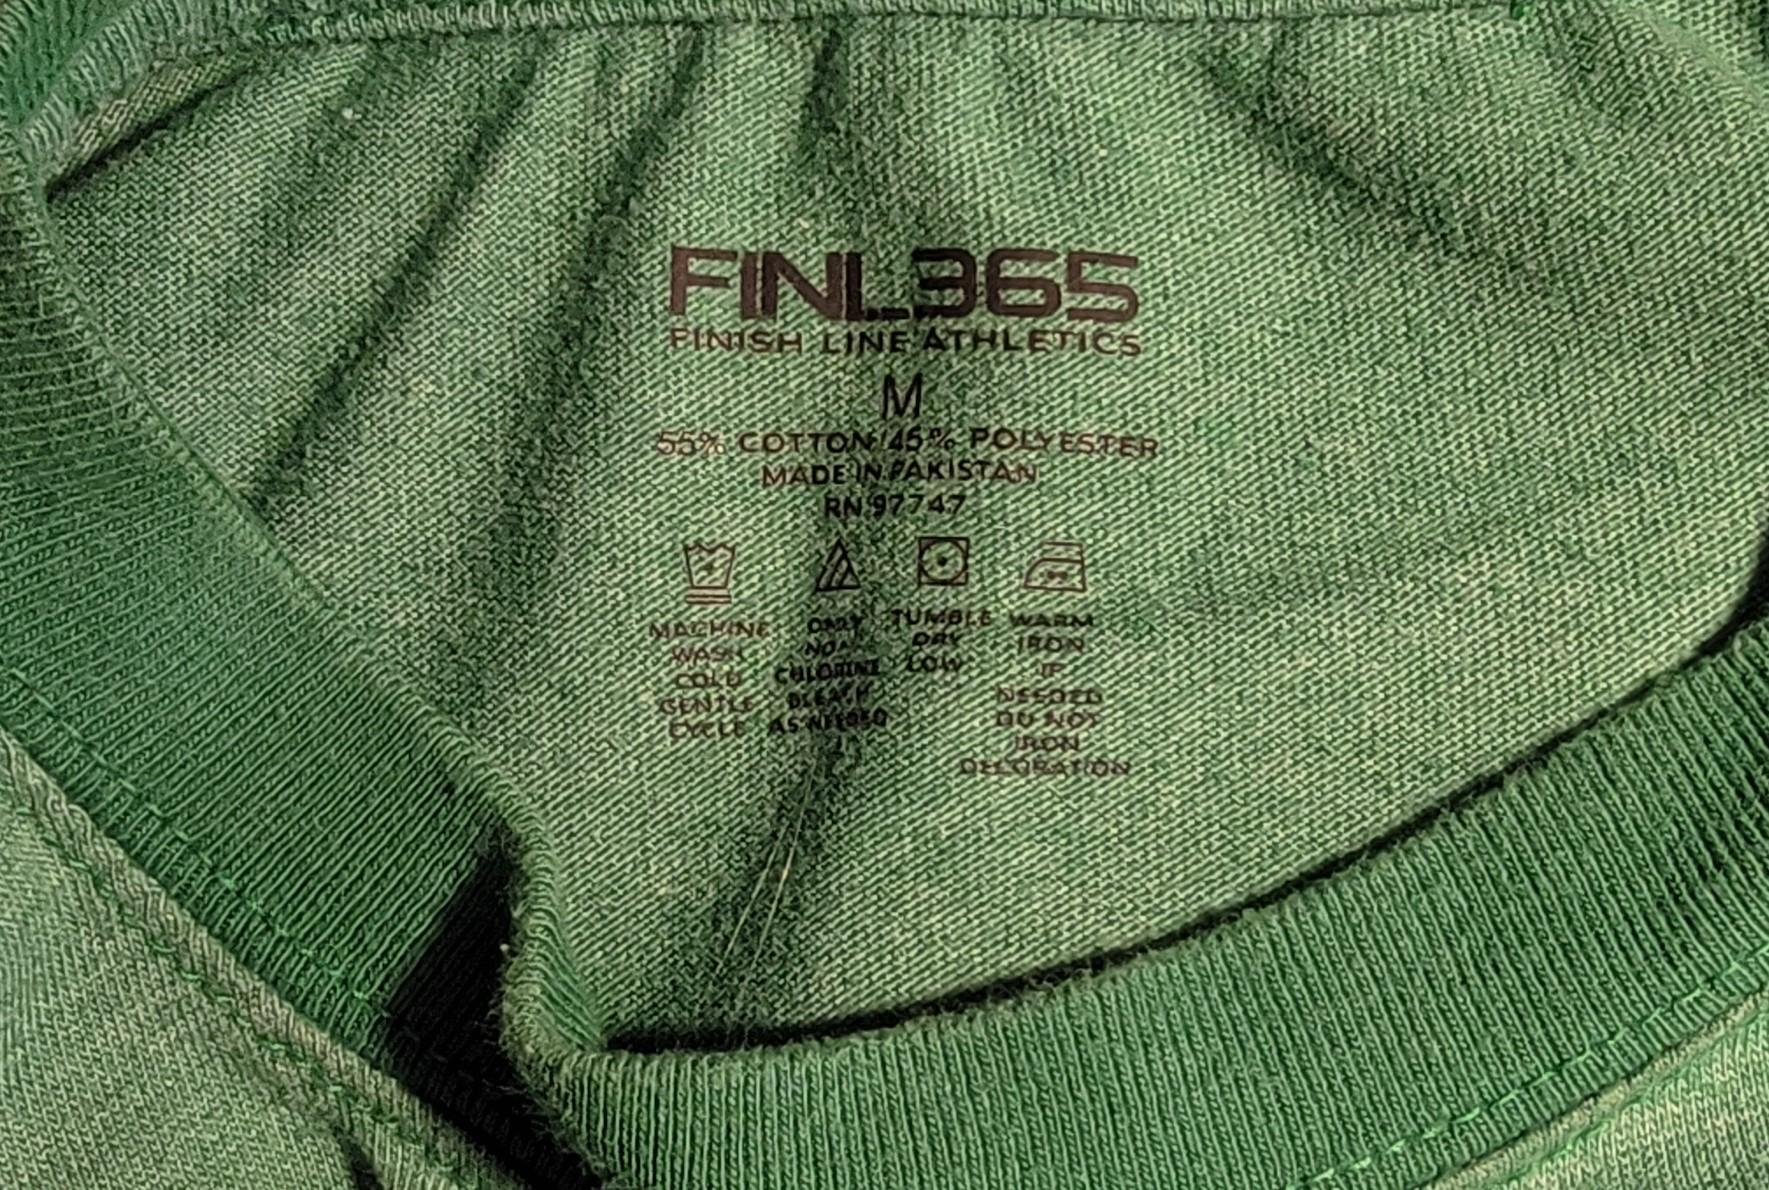 FINL365
FINISH LINE ATHLETICS
M
55% COTTON/45% POLYESTER
MADE IN PAKISTAN
RN 97747
MACHINE
WASH
COLD
GENTLE
CYCLE
ONLY
NON-
CHLORINE
BLEACH
AS NEEDED
TUMBLE
DRY
LOW
WARM
IRON
IF
NEEDED
DO NOT
IRON
DECORATION